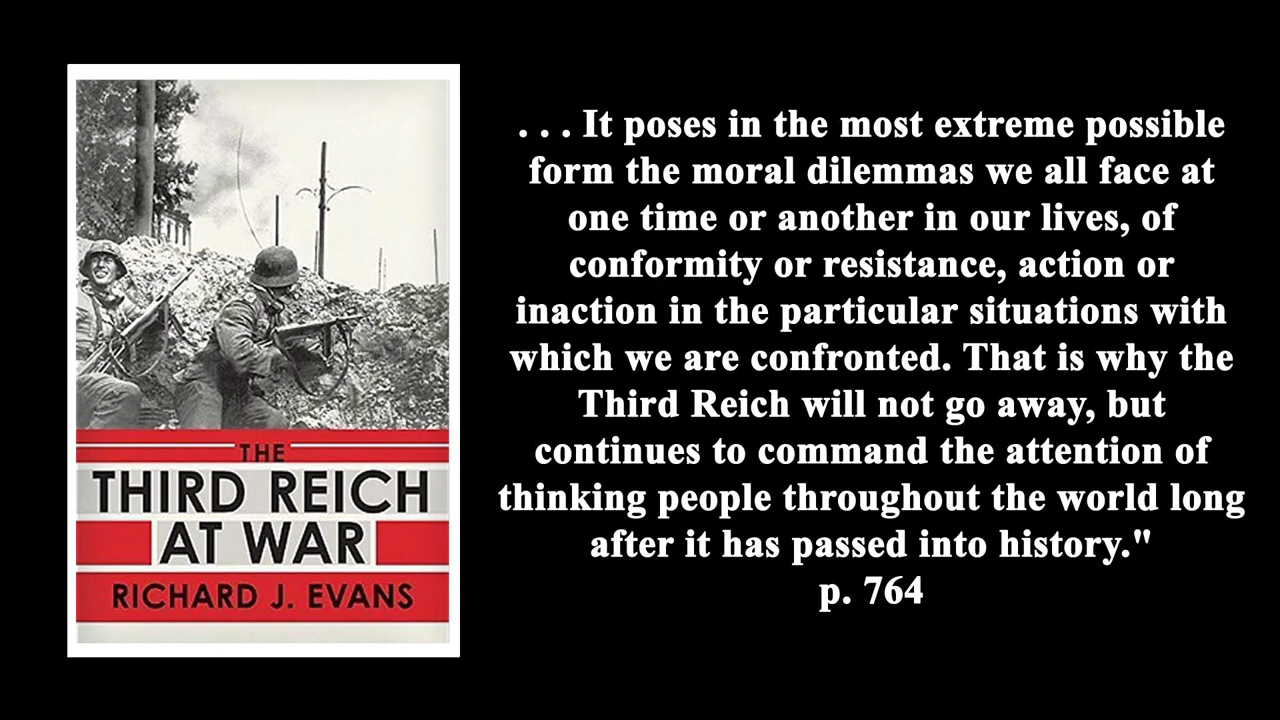 THE
THIRD REICH
AT WAR
RICHARD J. EVANS
. . . It poses in the most extreme possible
form the moral dilemmas we all face at
one time or another in our lives, of
conformity or resistance, action or
inaction in the particular situations with
which we are confronted. That is why the
Third Reich will not go away, but
continues to command the attention of
thinking people throughout the world long
after it has passed into history."
p. 764